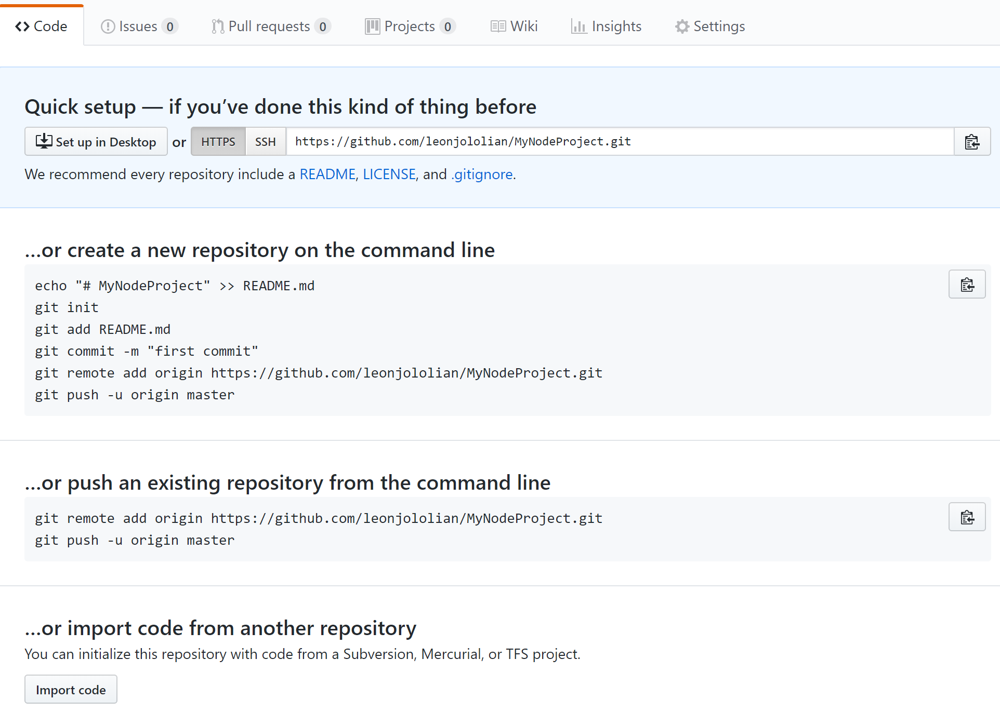 Code Issues 0 Pull requests 0 Projects 0 Wiki Insights Settings
Quick setup — if you’ve done this kind of thing before
Set up in Desktop or HTTPS SSH https://github.com/leonjololian/MyNodeProject.git
We recommend every repository include a README, LICENSE, and .gitignore.
…or create a new repository on the command line
echo "# MyNodeProject" >> README.md
git init
git add README.md
git commit -m "first commit"
git remote add origin https://github.com/leonjololian/MyNodeProject.git
git push -u origin master
…or push an existing repository from the command line
git remote add origin https://github.com/leonjololian/MyNodeProject.git
git push -u origin master
…or import code from another repository
You can initialize this repository with code from a Subversion, Mercurial, or TFS project.
Import code